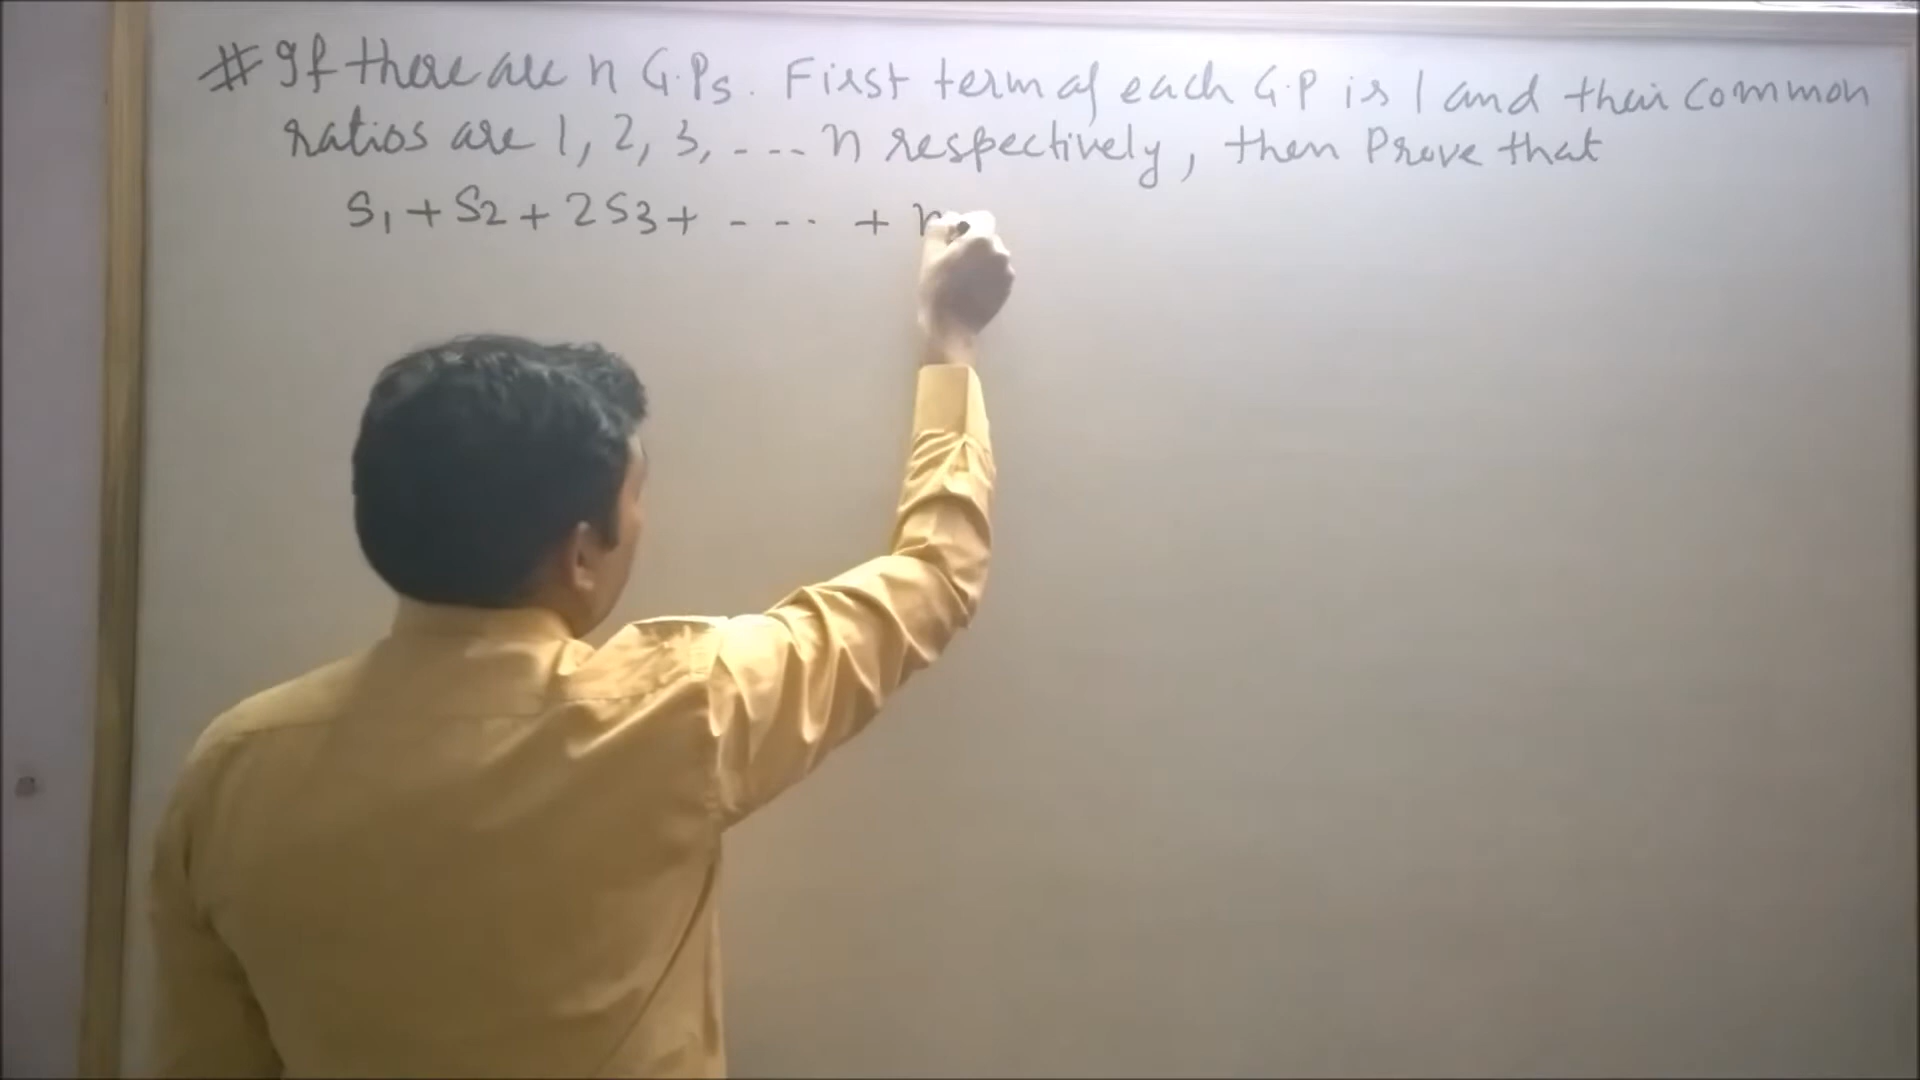 # If there are n G.Ps. First term of each G.P is 1 and their common
ratios are 1, 2, 3, ---- n respectively, then Prove that
S1 + S2 + 2S3 + - - - - +